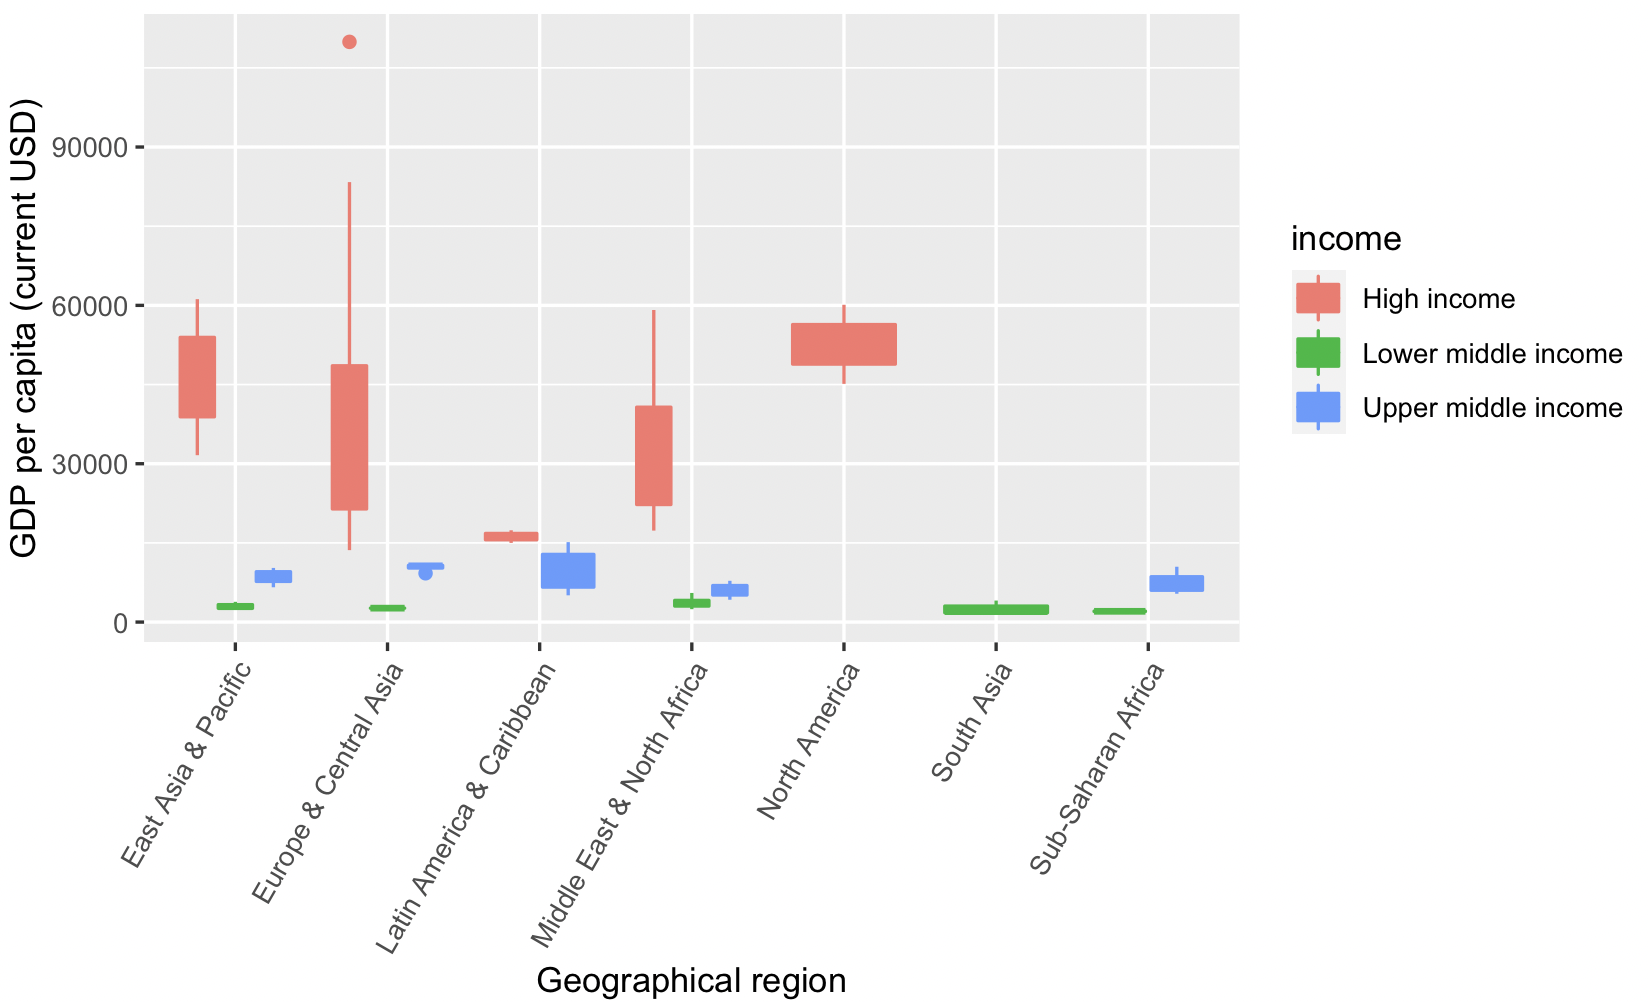 GDP per capita (current USD)
90000
60000
30000
0
East Asia & Pacific
Europe & Central Asia
Latin America & Caribbean
Middle East & North Africa
North America
South Asia
Sub-Saharan Africa
Geographical region
income
High income
Lower middle income
Upper middle income